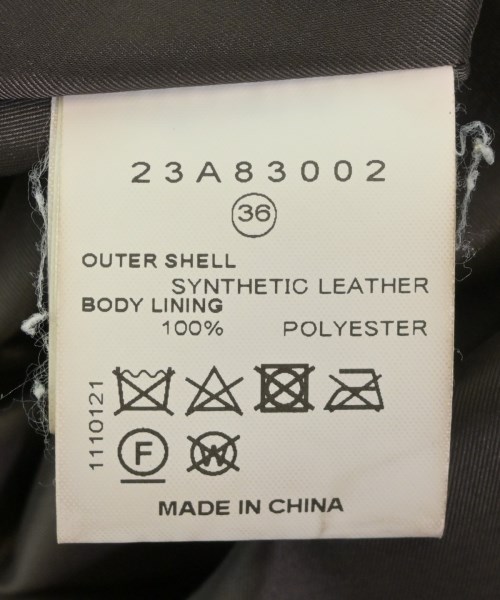 23A83002
36
OUTER SHELL
SYNTHETIC LEATHER
BODY LINING
100% POLYESTER
1110121
F
W
MADE IN CHINA